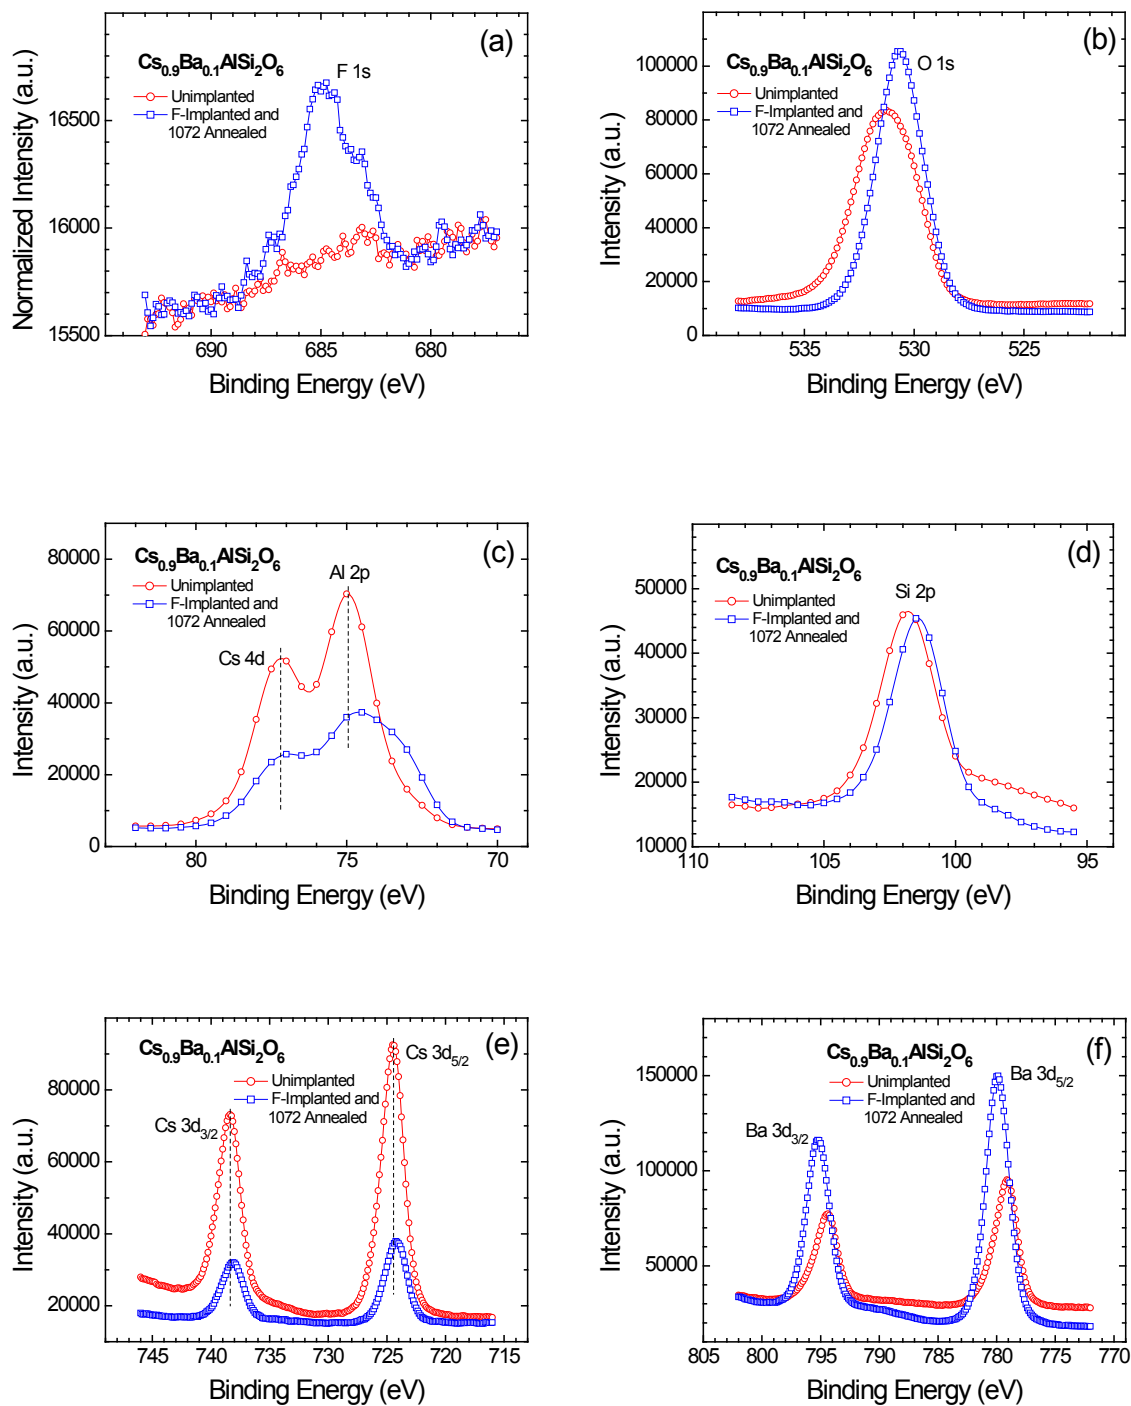 (a)
Cs0.9Ba0.1AlSi2O6
F 1s
Unimplanted
F-Implanted and
1072 Annealed
16500
16000
15500
690 685 680
Normalized Intensity (a.u.)
Binding Energy (eV)
(b)
Cs0.9Ba0.1AlSi2O6
O 1s
Unimplanted
F-Implanted and
1072 Annealed
100000
80000
60000
40000
20000
0
535 530 525
Intensity (a.u.)
Binding Energy (eV)
(c)
Cs0.9Ba0.1AlSi2O6
Al 2p
Unimplanted
F-Implanted and
1072 Annealed
Cs 4d
80000
60000
40000
20000
0
80 75 70
Intensity (a.u.)
Binding Energy (eV)
(d)
Cs0.9Ba0.1AlSi2O6
Si 2p
Unimplanted
F-Implanted and
1072 Annealed
50000
40000
30000
20000
10000
110 105 100 95
Intensity (a.u.)
Binding Energy (eV)
(e)
Cs0.9Ba0.1AlSi2O6
Cs 3d5/2
Unimplanted
F-Implanted and
1072 Annealed
Cs 3d3/2
80000
60000
40000
20000
745 740 735 730 725 720 715
Intensity (a.u.)
Binding Energy (eV)
(f)
Cs0.9Ba0.1AlSi2O6
Unimplanted
F-Implanted and
1072 Annealed
Ba 3d5/2
Ba 3d3/2
150000
100000
50000
805 800 795 790 785 780 775 770
Intensity (a.u.)
Binding Energy (eV)